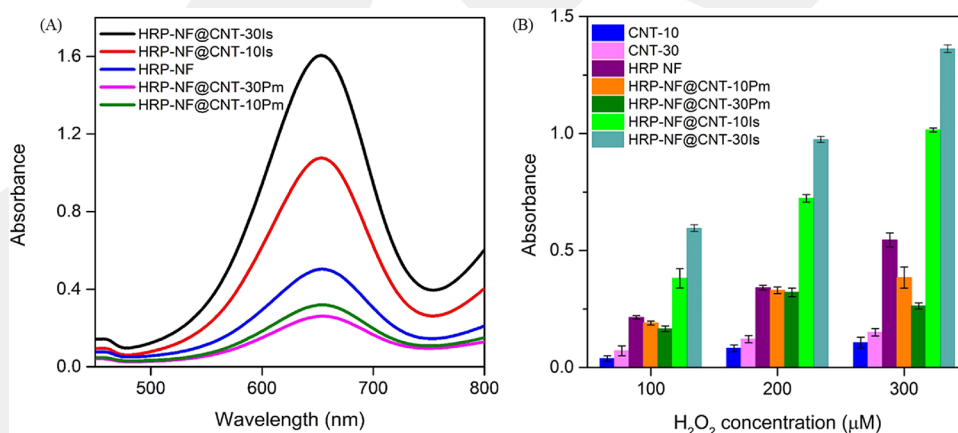 (A)
HRP-NF@CNT-30Is
HRP-NF@CNT-10Is
HRP-NF
HRP-NF@CNT-30Pm
HRP-NF@CNT-10Pm
1.6
1.2
0.8
0.4
0.0
Absorbance
500
600
700
800
Wavelength (nm)
(B)
CNT-10
CNT-30
HRP NF
HRP-NF@CNT-10Pm
HRP-NF@CNT-30Pm
HRP-NF@CNT-10Is
HRP-NF@CNT-30Is
1.5
1.0
0.5
0.0
Absorbance
100
200
300
H₂O₂ concentration (μM)